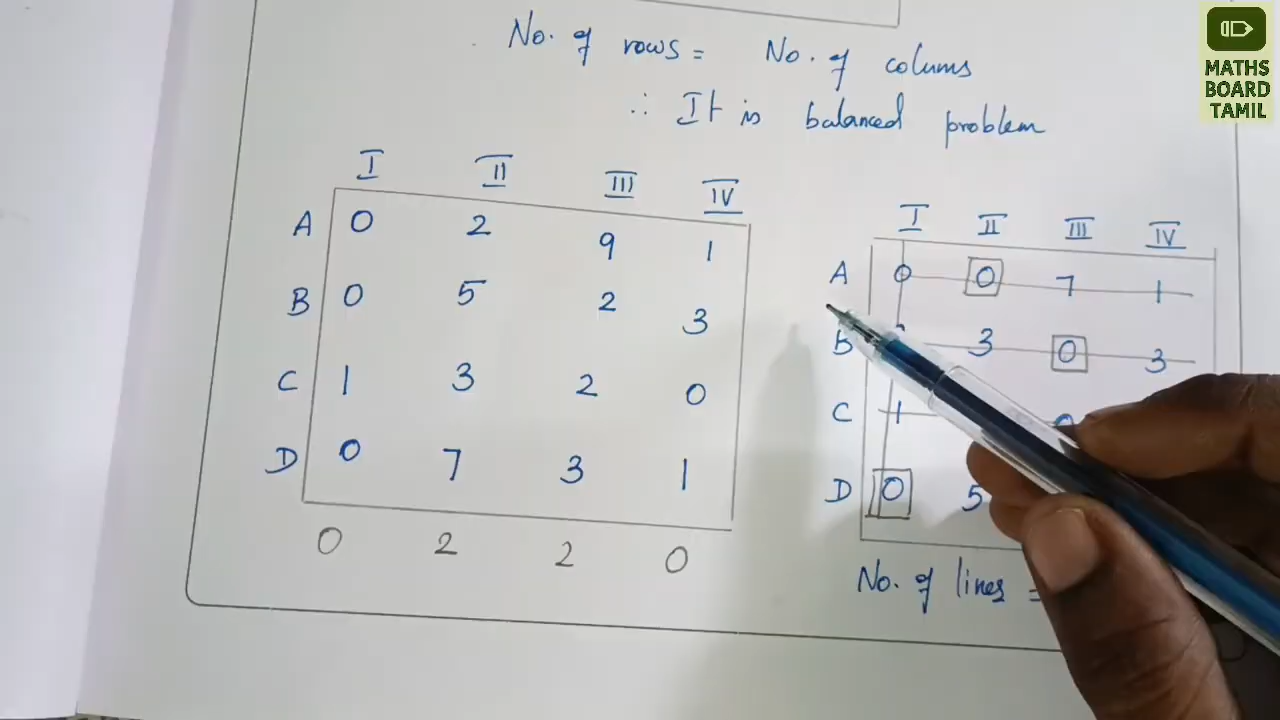 No. of rows = No. of colums
∴ It is balanced problem
I II III IV
A 0 2 9 1
B 0 5 2 3
C 1 3 2 0
D 0 7 3 1
0 2 2 0
I II III IV
A 0 0 7 1
B 3 0 3
C 1
D 0 5
No. of lines =
MATHS
BOARD
TAMIL